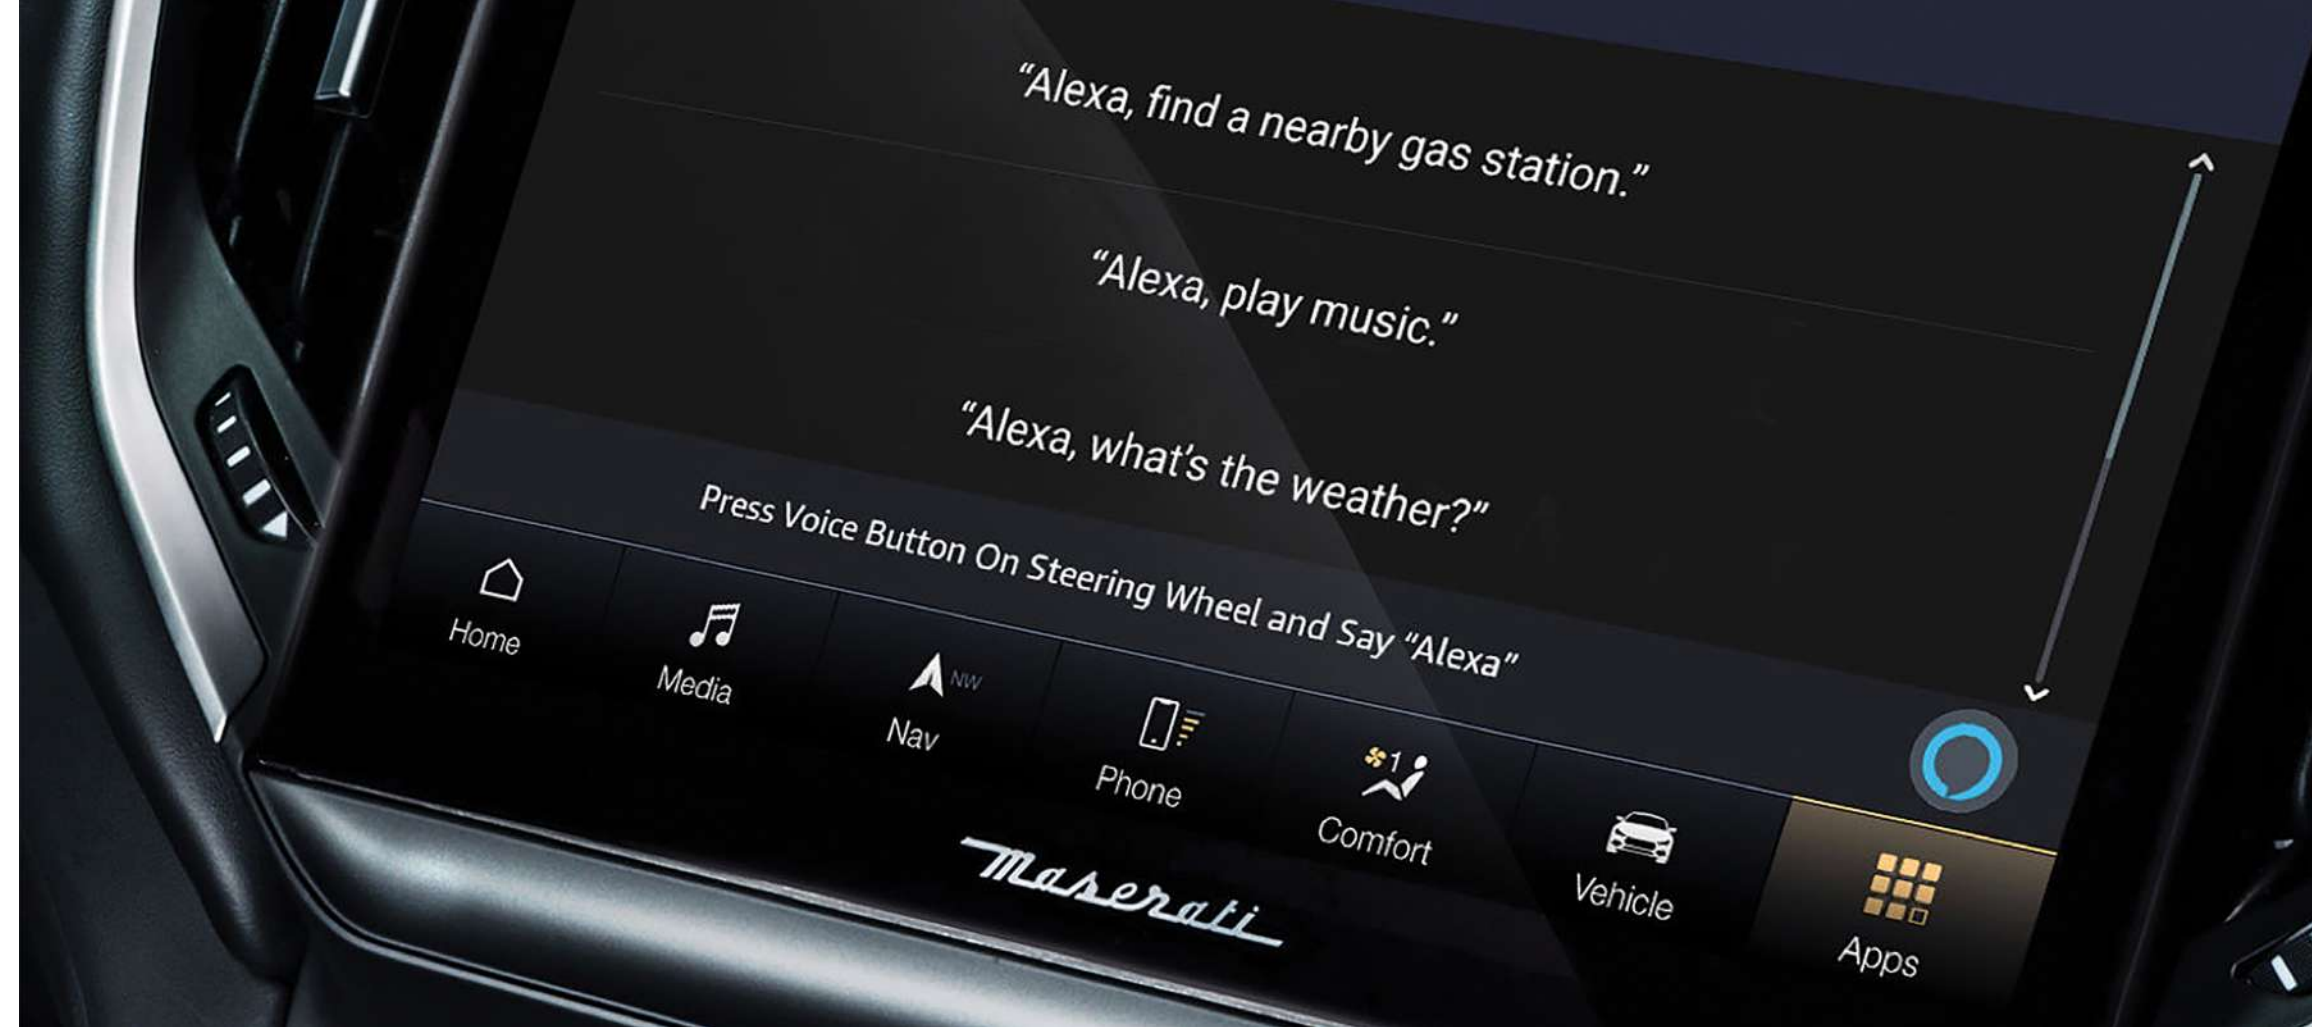 “Alexa, find a nearby gas station.”
“Alexa, play music.”
“Alexa, what's the weather?”
Press Voice Button On Steering Wheel and Say “Alexa”
Home
Media
NW
Nav
Phone
1
Comfort
Vehicle
Apps
Maserati